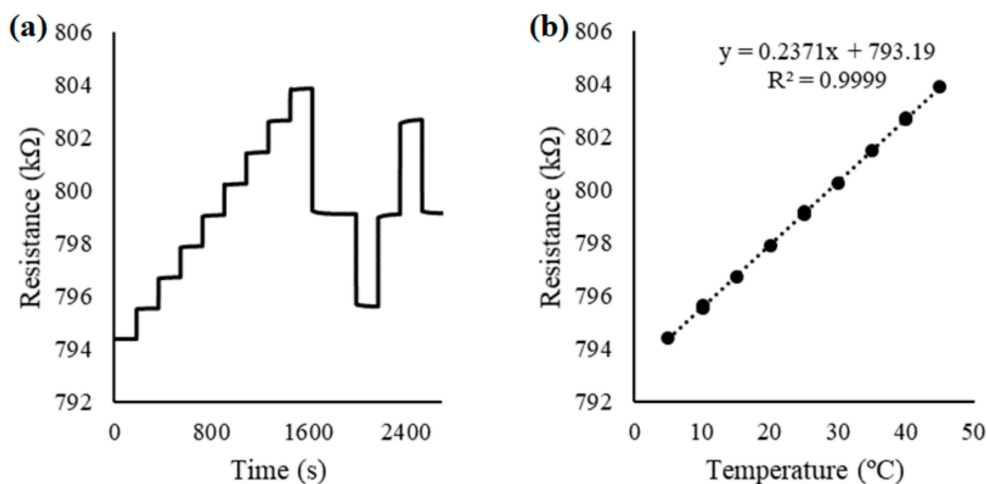 (a)
806
804
802
800
798
796
794
792
Resistance (kΩ)
0 800 1600 2400
Time (s)
(b)
y = 0.2371x + 793.19
R² = 0.9999
806
804
802
800
798
796
794
792
Resistance (kΩ)
0 10 20 30 40 50
Temperature (ºC)